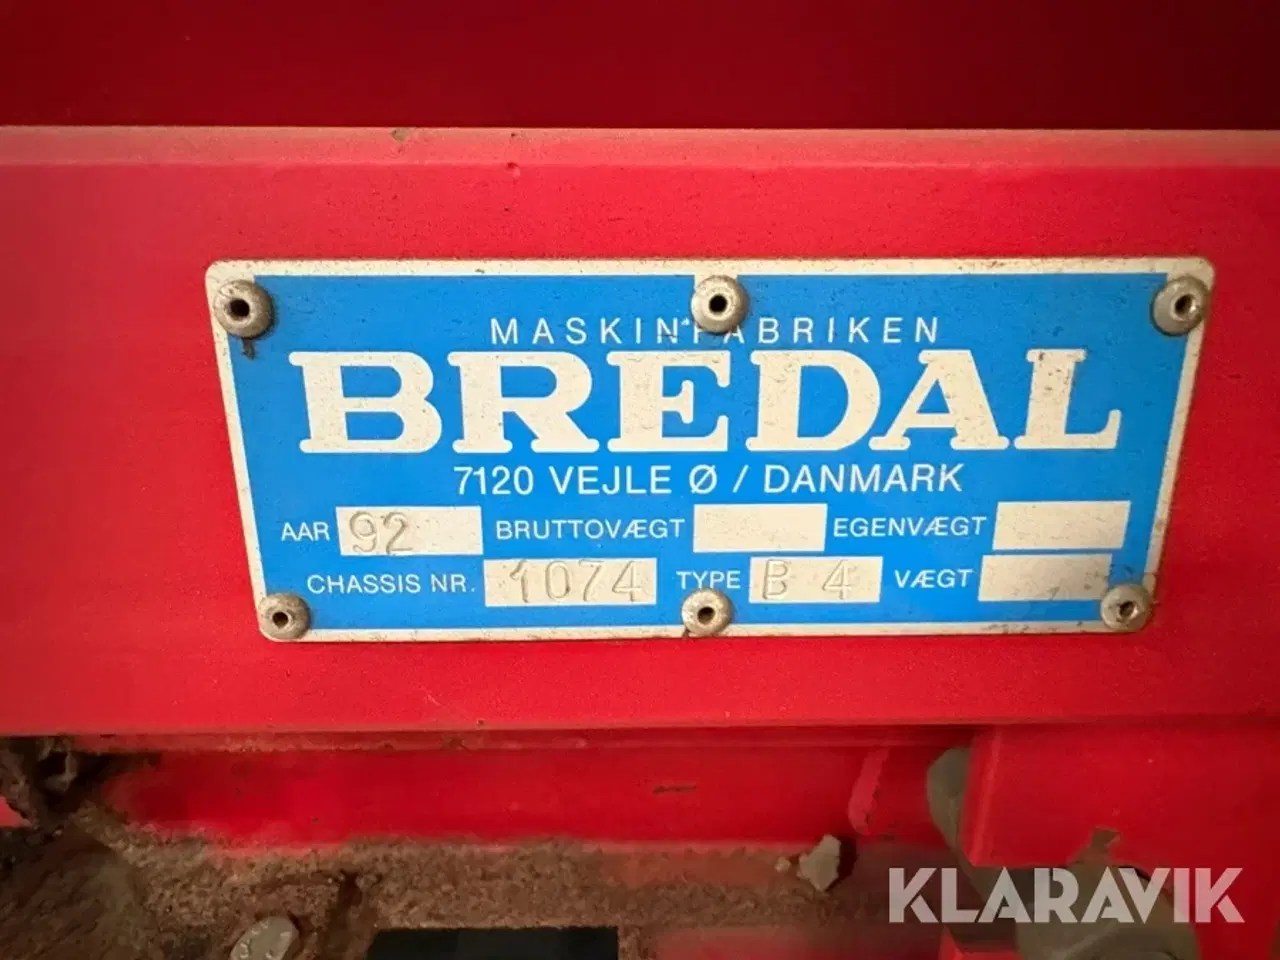 MASKINFABRIKEN
BREDAL
7120 VEJLE Ø / DANMARK
AAR 92 BRUTTOVÆGT EGENVÆGT
CHASSIS NR. 1074 TYPE B 4 VÆGT
KLARAVIK